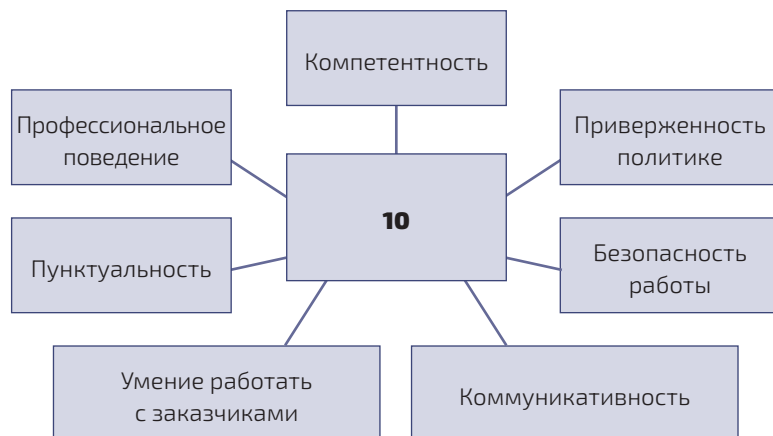 Компетентность
Профессиональное
поведение
Приверженность
политике
10
Пунктуальность
Безопасность
работы
Умение работать
с заказчиками
Коммуникативность